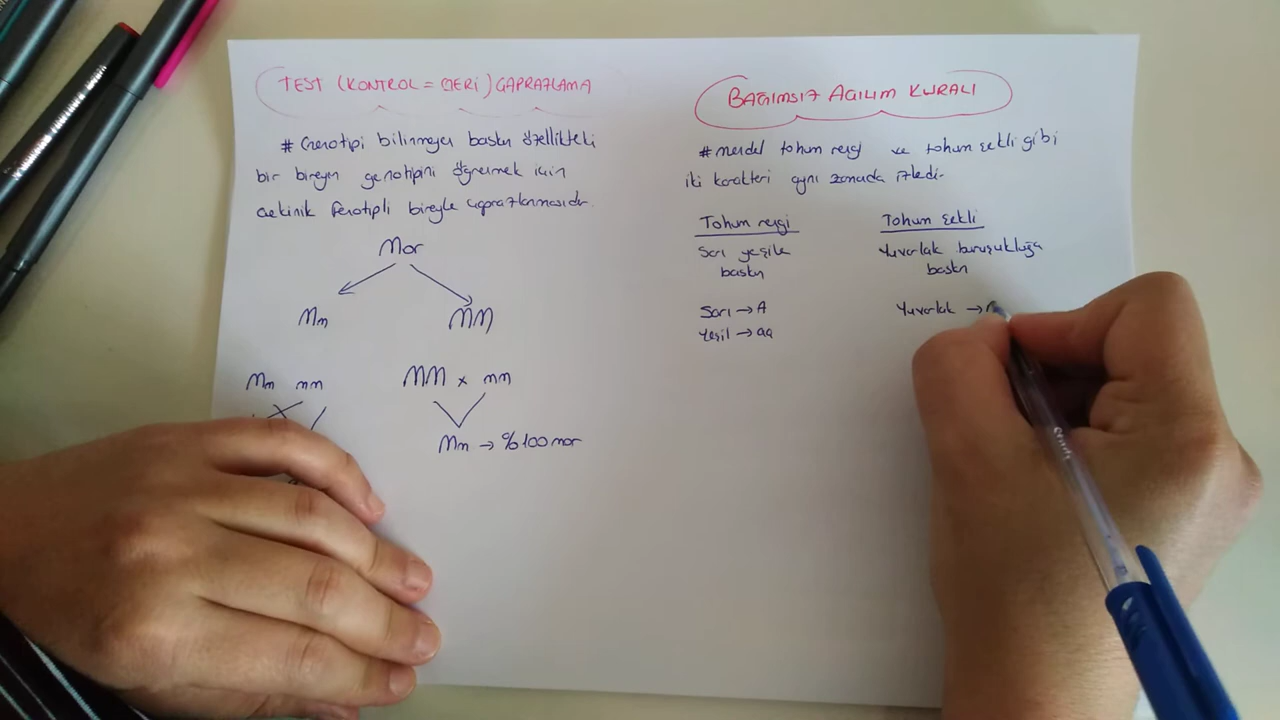 TEST (KONTROL = GERİ) ÇAPRAZLAMA
# Genotipi bilinmeyen baskın özellikteki
bir bireyin genotipini öğrenmek için
çekinik fenotipli bireyle çaprazlanmasıdır.
Mor
Mm MM
Mm mm
MM x mm
Mm → %100 mor
BAĞIMSIZ AÇILIM KURALI
# mendel tohum rengi ve tohum şekli gibi
iki karakteri aynı zamanda izledi.
Tohum rengi
Sarı yeşile
baskın
Sarı → A
Yeşil → aa
Tohum şekli
Yuvarlak buruşukluğa
baskın
Yuvarlak →